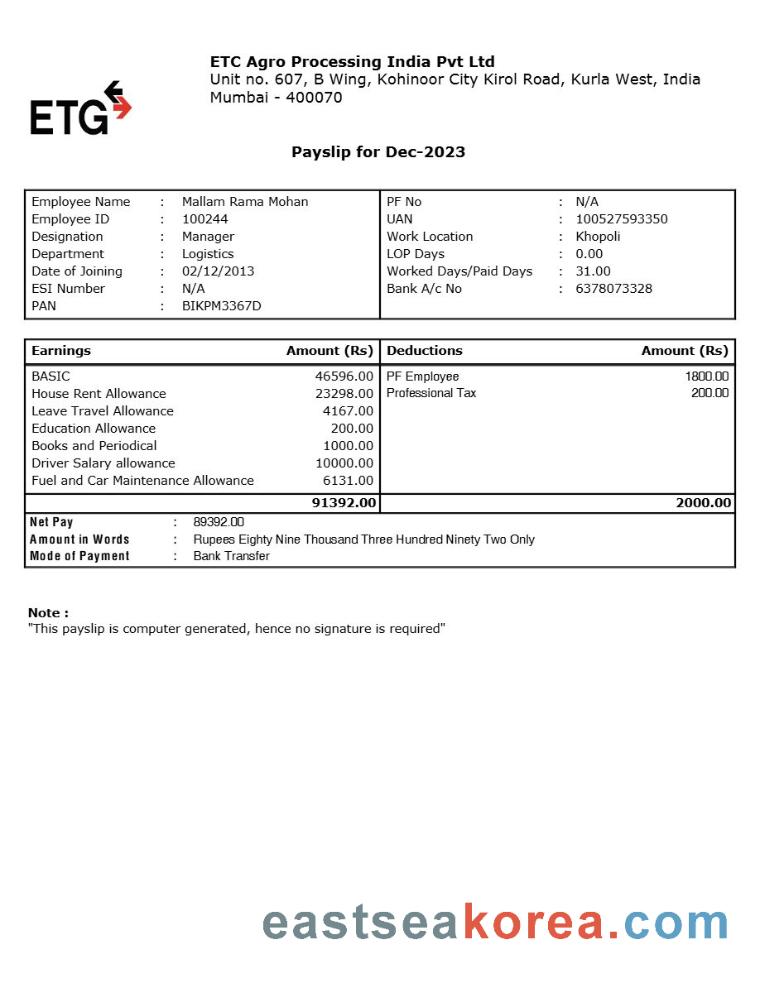 ETC Agro Processing India Pvt Ltd
Unit no. 607, B Wing, Kohinoor City Kirol Road, Kurla West, India
Mumbai - 400070
ETG
Payslip for Dec-2023
Employee Name : Mallam Rama Mohan PF No : N/A
Employee ID : 100244 UAN : 100527593350
Designation : Manager Work Location : Khopoli
Department : Logistics LOP Days : 0.00
Date of Joining : 02/12/2013 Worked Days/Paid Days : 31.00
ESI Number : N/A Bank A/c No : 6378073328
PAN : BIKPM3367D
Earnings Amount (Rs) Deductions Amount (Rs)
BASIC 46596.00 PF Employee 1800.00
House Rent Allowance 23298.00 Professional Tax 200.00
Leave Travel Allowance 4167.00
Education Allowance 200.00
Books and Periodical 1000.00
Driver Salary allowance 10000.00
Fuel and Car Maintenance Allowance 6131.00
91392.00 2000.00
Net Pay : 89392.00
Amount in Words : Rupees Eighty Nine Thousand Three Hundred Ninety Two Only
Mode of Payment : Bank Transfer
Note :
"This payslip is computer generated, hence no signature is required"
eastseakorea.com